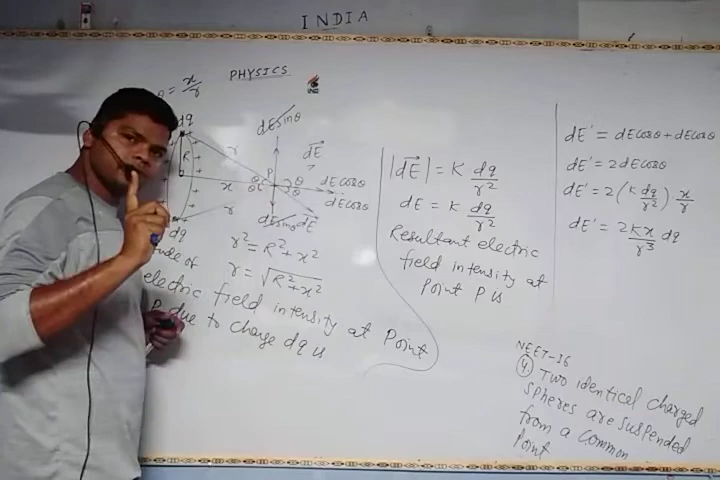 INDIA
PHYSICS
θ = x/r
dq
dEsinθ
r
R
dE⃗
P
x
θ
θ
θ
dEcosθ
dEcosθ
r
dEsinθ
dE
dq
r² = R² + x²
r = √R² + x²
electric field intensity at Point
P due to charge dq is
|dE⃗| = K dq/r²
dE = K dq/r²
Resultant electric
field intensity at
Point P is
dE' = dEcosθ + dEcosθ
dE' = 2dEcosθ
dE' = 2(K dq/r²) x/r
dE' = 2Kx/r³ dq
NEET-16
4. Two identical charged
spheres are suspended
from a common
Point